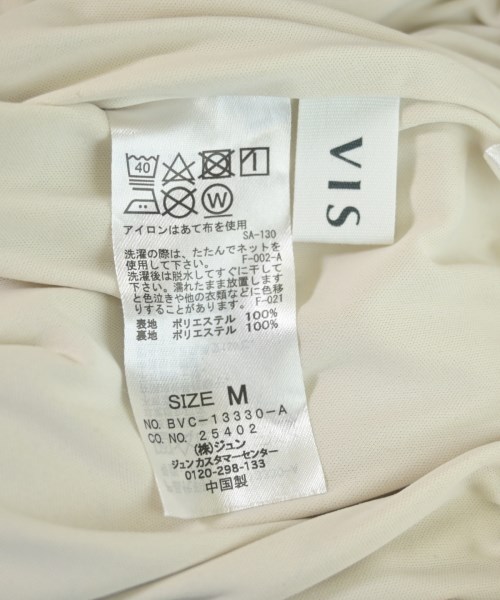 40
W
アイロンはあて布を使用
SA-130
洗濯の際は、たたんでネットを
使用して下さい。 F-002-A
洗濯後は脱水してすぐに干して
下さい。濡れたまま放置します
と色泣きや他の衣類などに色移
りすることがあります。 F-021
表地 ポリエステル 100%
裏地 ポリエステル 100%
SIZE M
NO. BVC-13330-A
CO. NO. 25402
(株)ジュン
ジュンカスタマーセンター
0120-298-133
中国製
VIS